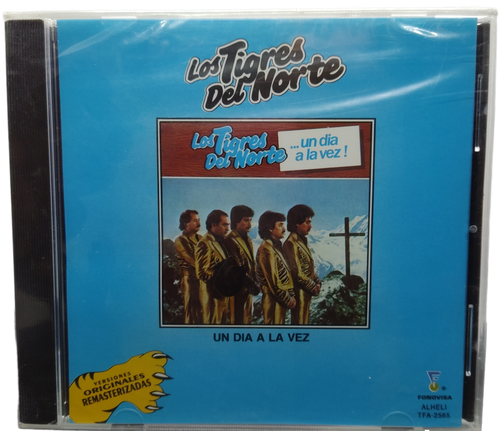 Los Tigres
Del Norte
Los Tigres
Del Norte
...un dia
a la vez!
UN DIA A LA VEZ
VERSIONES
ORIGINALES
REMASTERIZADAS
FONOVISA
ALHELI
TFA-2565